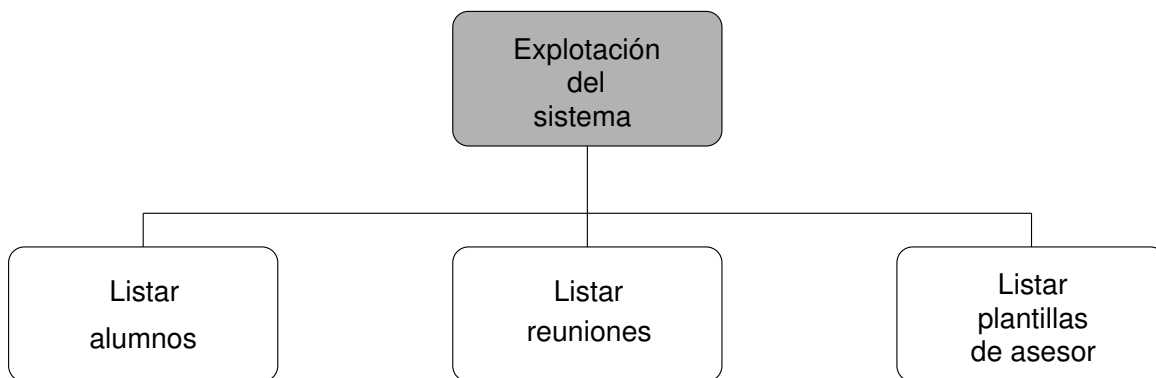 Explotación
del
sistema
Listar
alumnos
Listar
reuniones
Listar
plantillas
de asesor